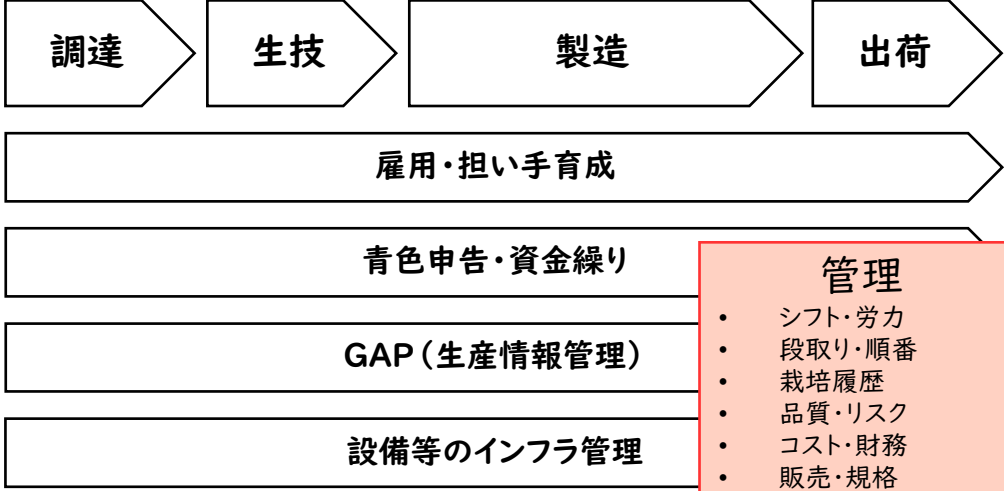 調達
生技
製造
出荷
雇用・担い手育成
青色申告・資金繰り
GAP（生産情報管理）
設備等のインフラ管理
管理
• シフト・労力
• 段取り・順番
• 栽培履歴
• 品質・リスク
• コスト・財務
• 販売・規格